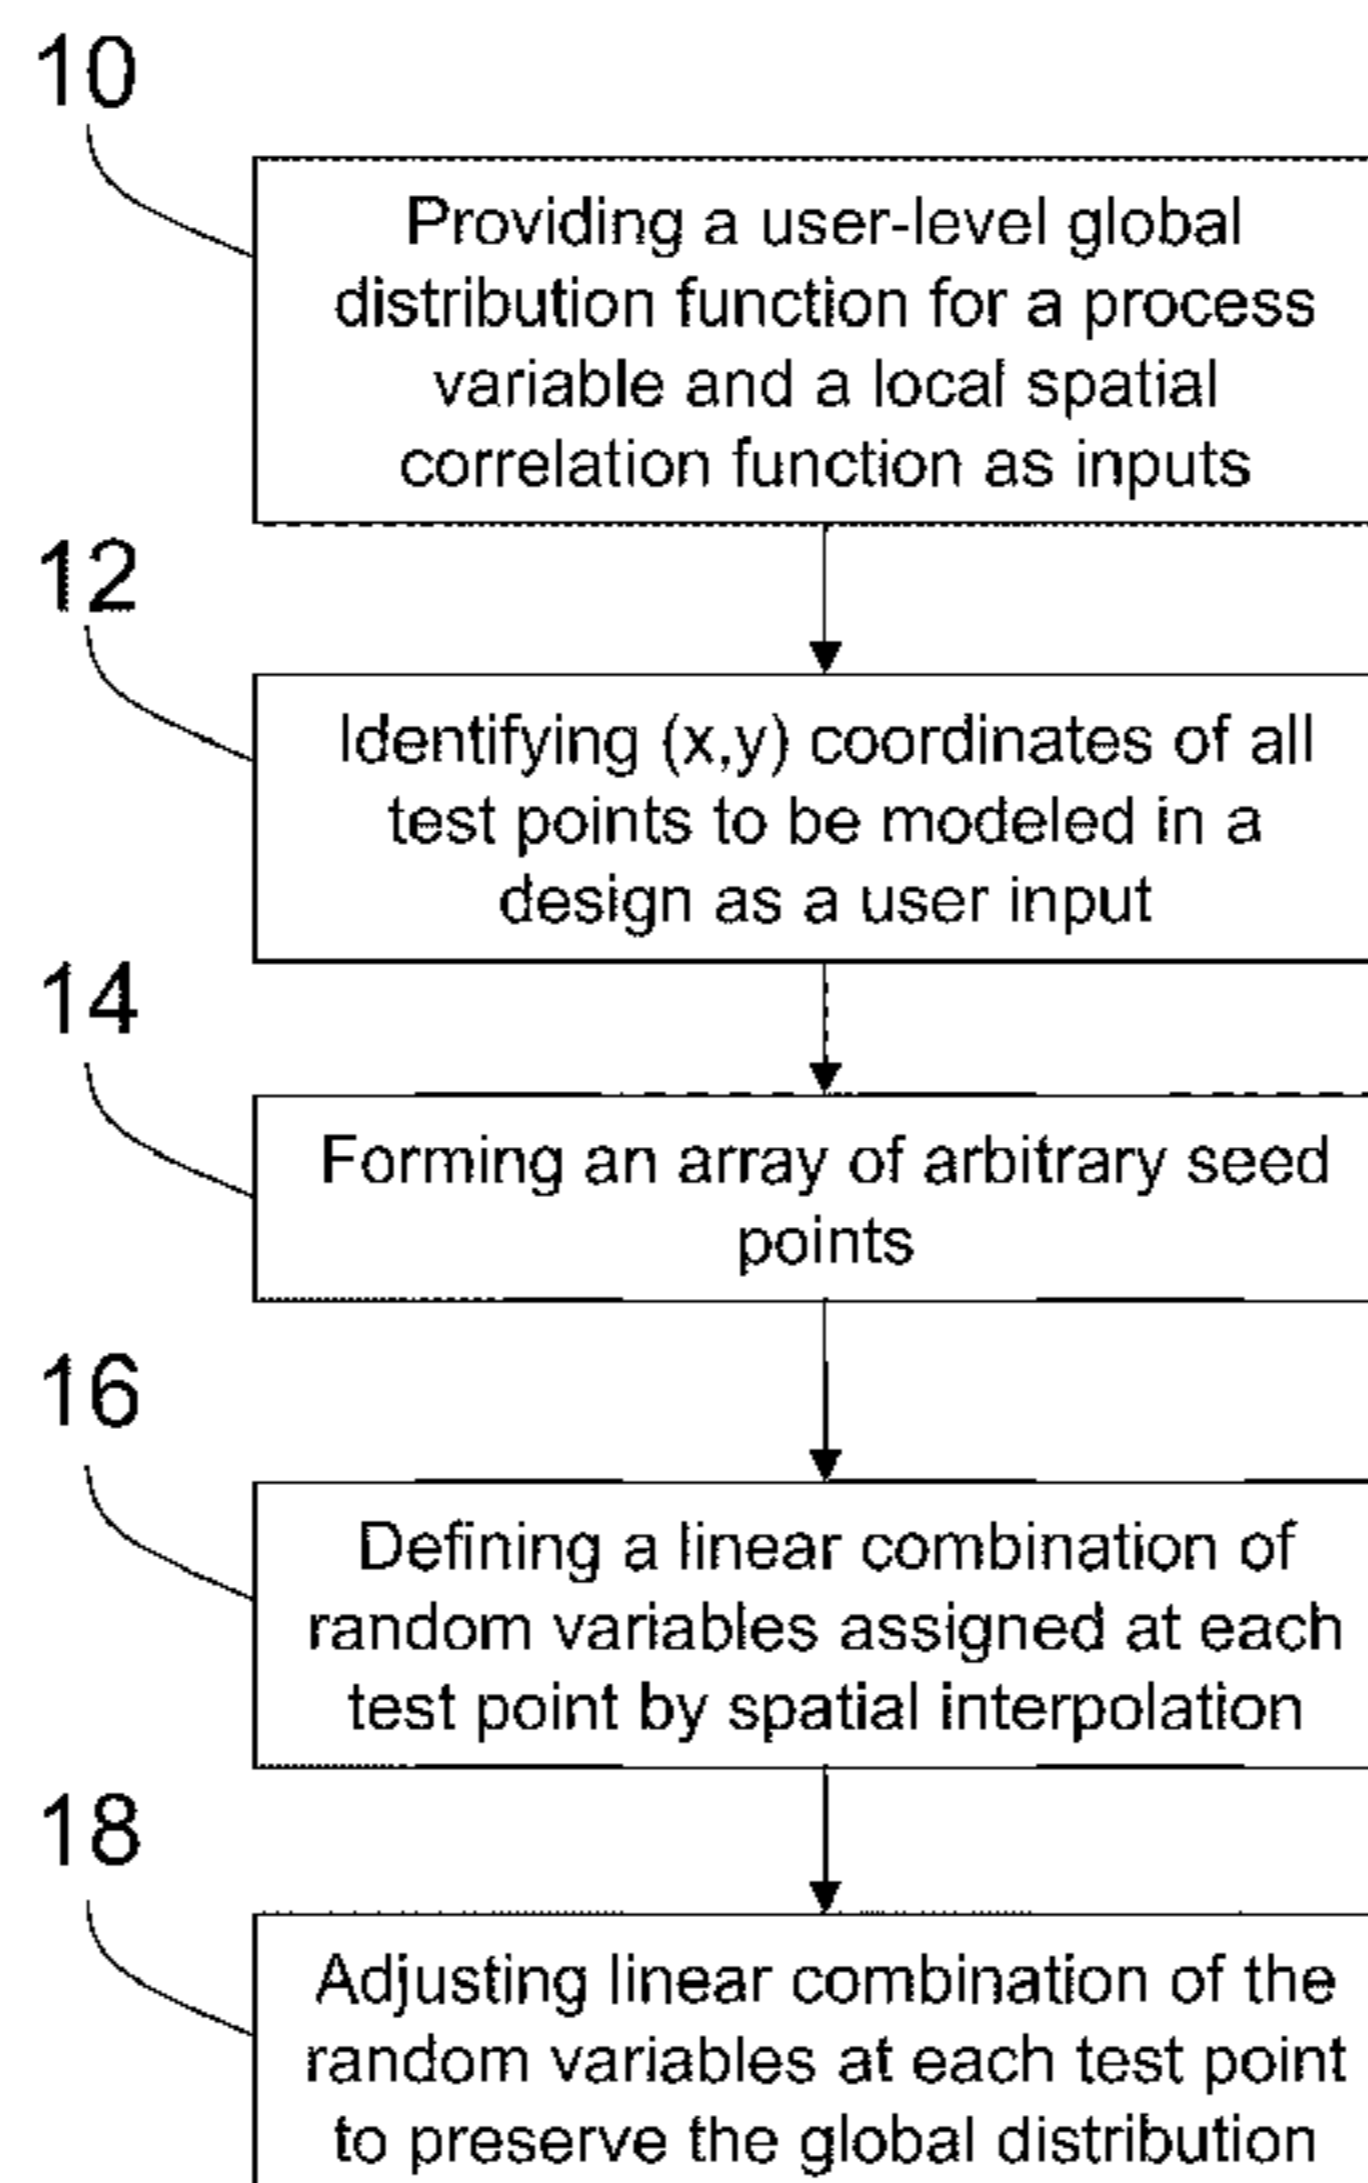 10
Providing a user-level global
distribution function for a process
variable and a local spatial
correlation function as inputs
12
Identifying (x,y) coordinates of all
test points to be modeled in a
design as a user input
14
Forming an array of arbitrary seed
points
16
Defining a linear combination of
random variables assigned at each
test point by spatial interpolation
18
Adjusting linear combination of the
random variables at each test point
to preserve the global distribution